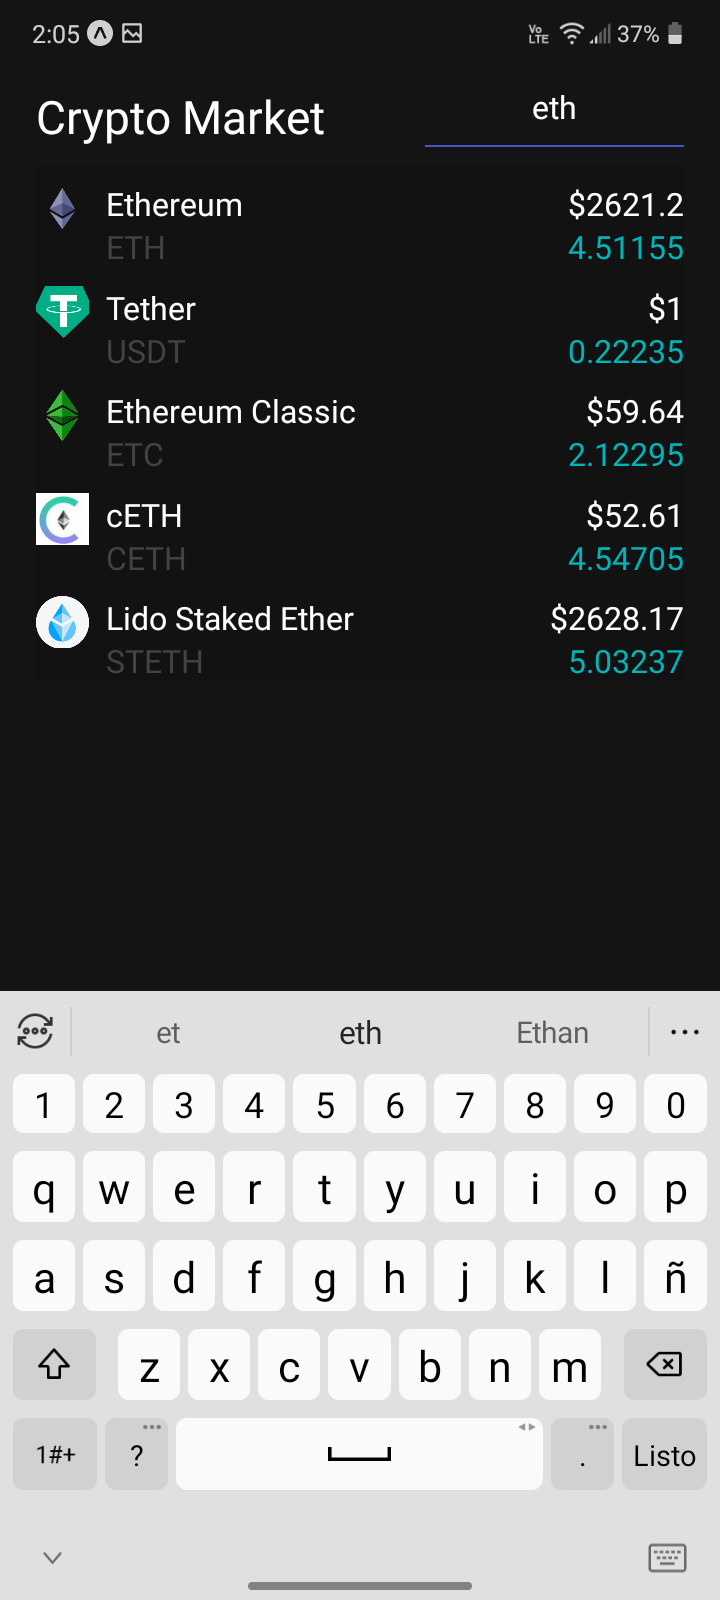 2:05 Vo LTE 37%
Crypto Market eth
Ethereum $2621.2
ETH 4.51155
Tether $1
USDT 0.22235
Ethereum Classic $59.64
ETC 2.12295
cETH $52.61
CETH 4.54705
Lido Staked Ether $2628.17
STETH 5.03237
et eth Ethan ...
1 2 3 4 5 6 7 8 9 0
q w e r t y u i o p
a s d f g h j k l ñ
z x c v b n m
1#+ ? . Listo